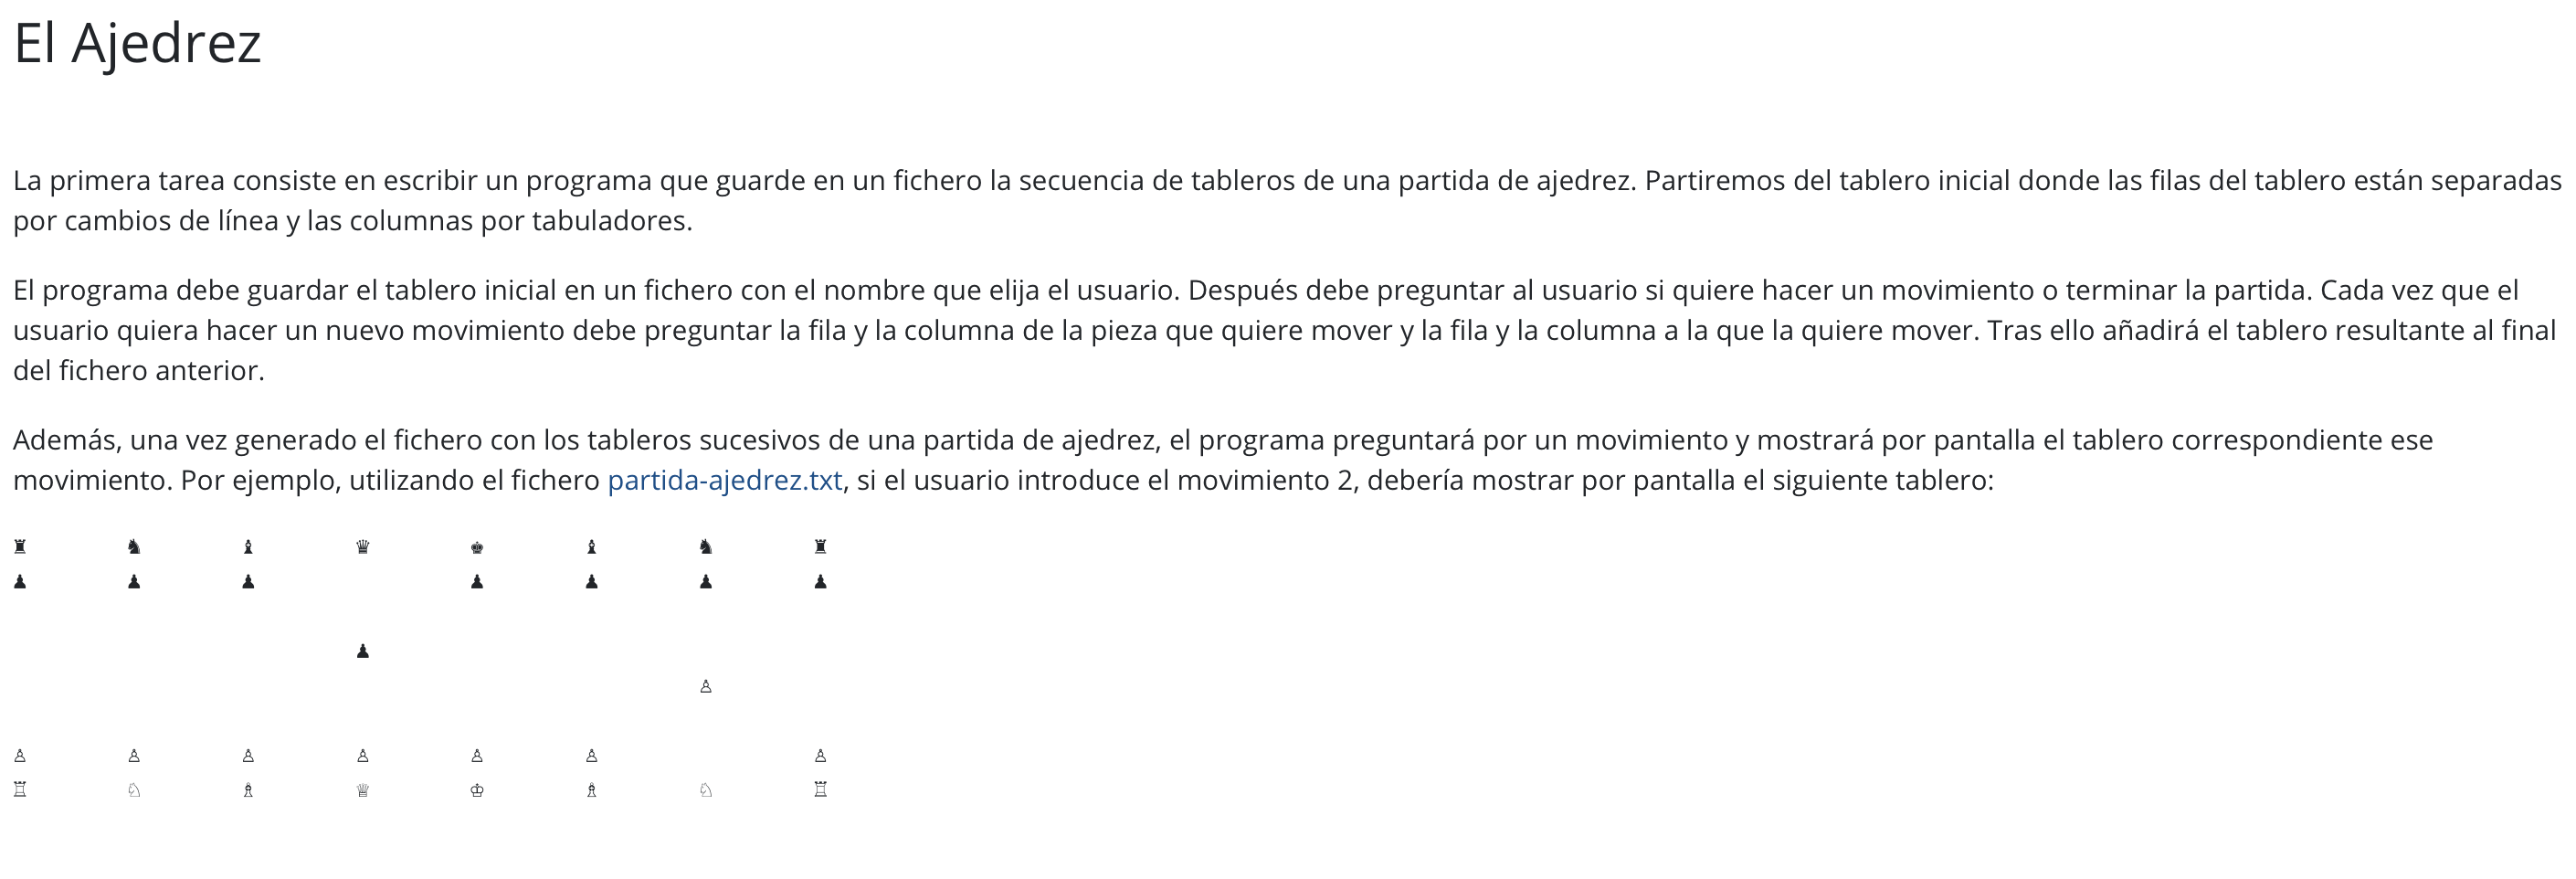 El Ajedrez
La primera tarea consiste en escribir un programa que guarde en un fichero la secuencia de tableros de una partida de ajedrez. Partiremos del tablero inicial donde las filas del tablero están separadas
por cambios de línea y las columnas por tabuladores.
El programa debe guardar el tablero inicial en un fichero con el nombre que elija el usuario. Después debe preguntar al usuario si quiere hacer un movimiento o terminar la partida. Cada vez que el
usuario quiera hacer un nuevo movimiento debe preguntar la fila y la columna de la pieza que quiere mover y la fila y la columna a la que la quiere mover. Tras ello añadirá el tablero resultante al final
del fichero anterior.
Además, una vez generado el fichero con los tableros sucesivos de una partida de ajedrez, el programa preguntará por un movimiento y mostrará por pantalla el tablero correspondiente ese
movimiento. Por ejemplo, utilizando el fichero partida-ajedrez.txt, si el usuario introduce el movimiento 2, debería mostrar por pantalla el siguiente tablero:
♜ ♞ ♝ ♛ ♚ ♝ ♞ ♜
♟ ♟ ♟ ♟ ♟ ♟ ♟
♟
♙
♙ ♙ ♙ ♙ ♙ ♙ ♙
♖ ♘ ♗ ♕ ♔ ♗ ♘ ♖